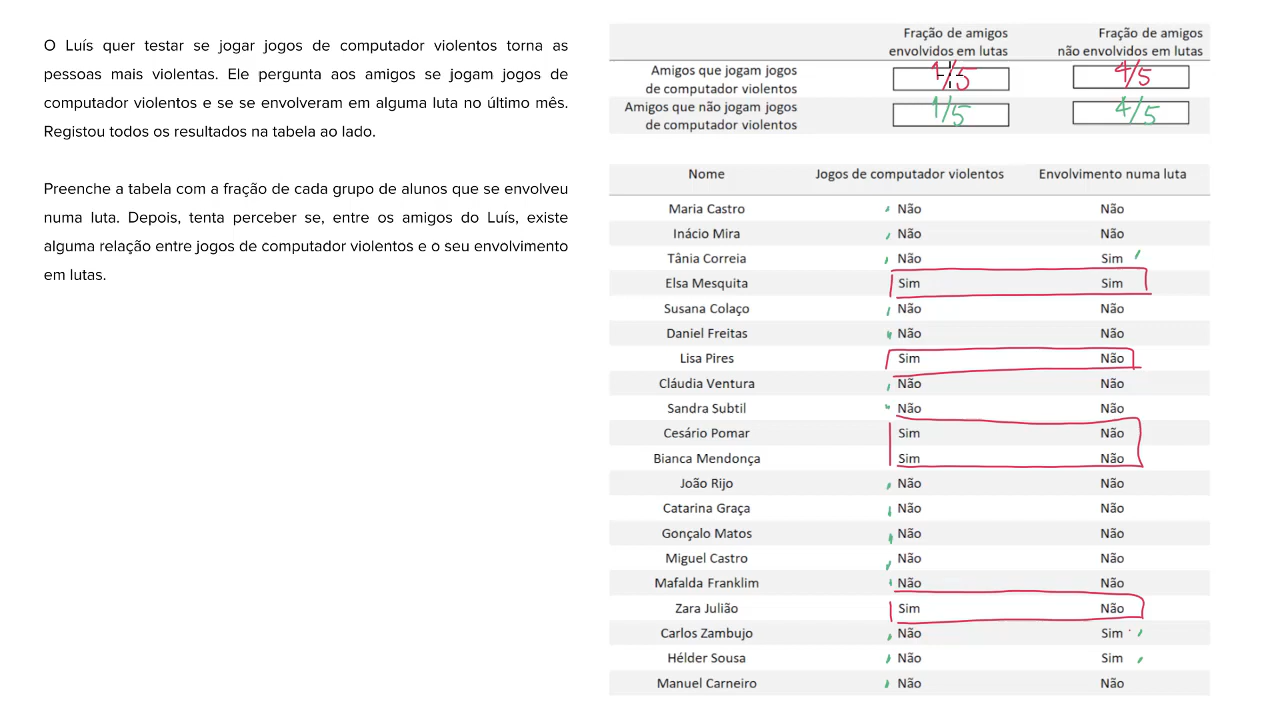 O Luís quer testar se jogar jogos de computador violentos torna as
pessoas mais violentas. Ele pergunta aos amigos se jogam jogos de
computador violentos e se se envolveram em alguma luta no último mês.
Registou todos os resultados na tabela ao lado.
Preenche a tabela com a fração de cada grupo de alunos que se envolveu
numa luta. Depois, tenta perceber se, entre os amigos do Luís, existe
alguma relação entre jogos de computador violentos e o seu envolvimento
em lutas.
Fração de amigos envolvidos em lutas Fração de amigos não envolvidos em lutas
Amigos que jogam jogos de computador violentos 1/5 4/5
Amigos que não jogam jogos de computador violentos 1/5 4/5
Nome Jogos de computador violentos Envolvimento numa luta
Maria Castro Não Não
Inácio Mira Não Não
Tânia Correia Não Sim
Elsa Mesquita Sim Sim
Susana Colaço Não Não
Daniel Freitas Não Não
Lisa Pires Sim Não
Cláudia Ventura Não Não
Sandra Subtil Não Não
Cesário Pomar Sim Não
Bianca Mendonça Sim Não
João Rijo Não Não
Catarina Graça Não Não
Gonçalo Matos Não Não
Miguel Castro Não Não
Mafalda Franklim Não Não
Zara Julião Sim Não
Carlos Zambujo Não Sim
Hélder Sousa Não Sim
Manuel Carneiro Não Não